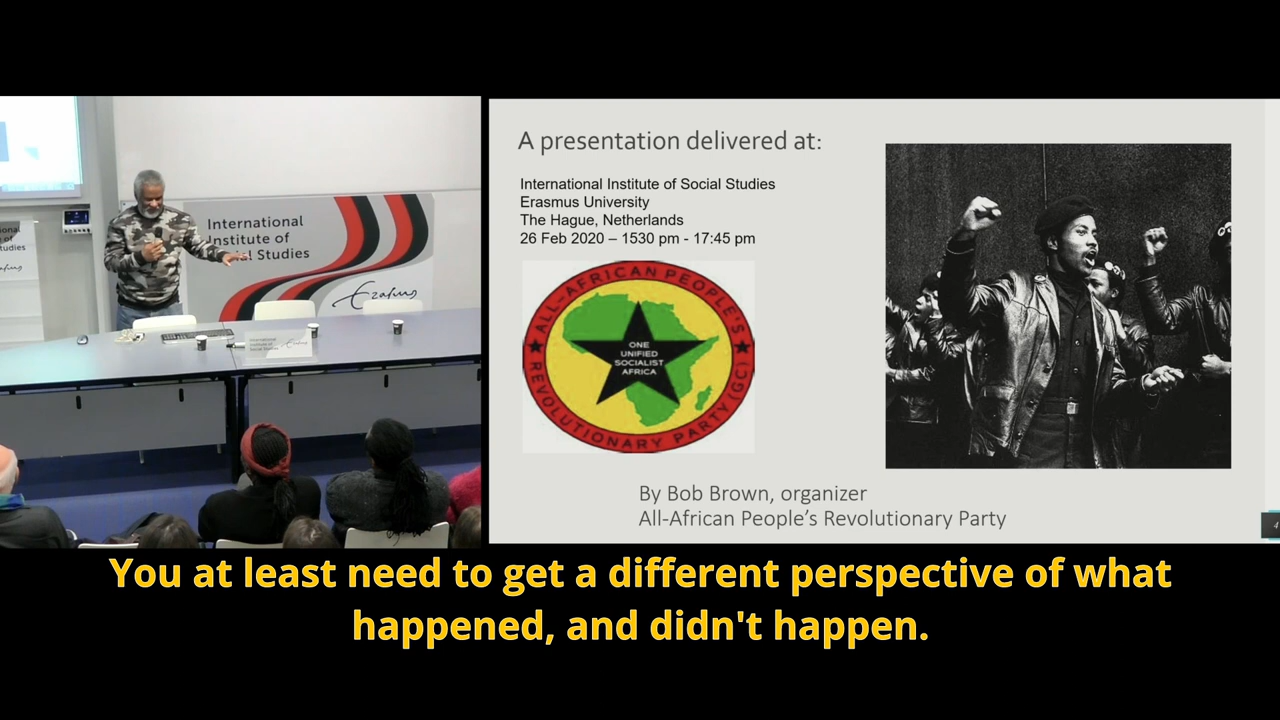 International
Institute of
Social Studies
Erasmus
A presentation delivered at:
International Institute of Social Studies
Erasmus University
The Hague, Netherlands
26 Feb 2020 – 1530 pm - 17:45 pm
ALL-AFRICAN PEOPLE'S
REVOLUTIONARY PARTY (GC)
ONE
UNIFIED
SOCIALIST
AFRICA
By Bob Brown, organizer
All-African People’s Revolutionary Party
4
You at least need to get a different perspective of what
happened, and didn't happen.